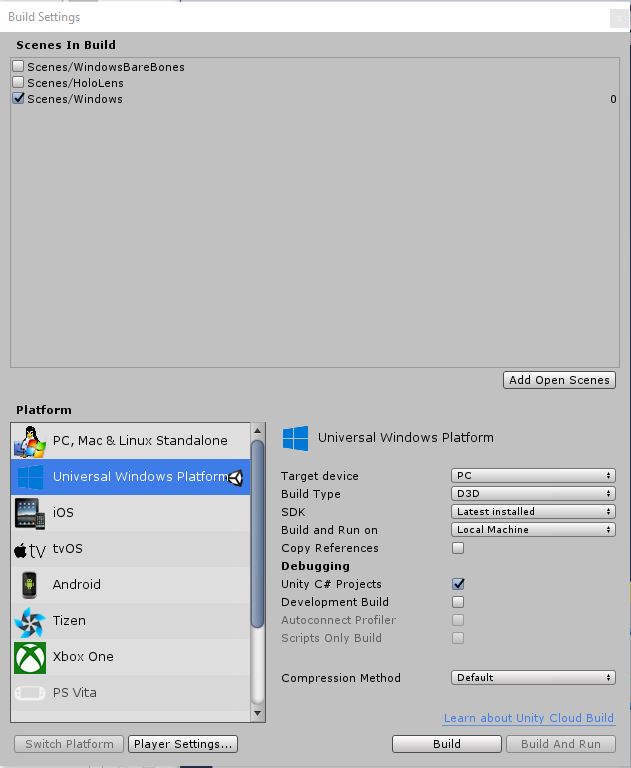 Build Settings
x
Scenes In Build
Scenes/WindowsBareBones
Scenes/HoloLens
Scenes/Windows 0
Add Open Scenes
Platform
PC, Mac & Linux Standalone
Universal Windows Platform
iOS
tv tvOS
Android
Tizen
Xbox One
PS Vita
Universal Windows Platform
Target device PC
Build Type D3D
SDK Latest installed
Build and Run on Local Machine
Copy References
Debugging
Unity C# Projects
Development Build
Autoconnect Profiler
Scripts Only Build
Compression Method Default
Learn about Unity Cloud Build
Switch Platform Player Settings... Build Build And Run